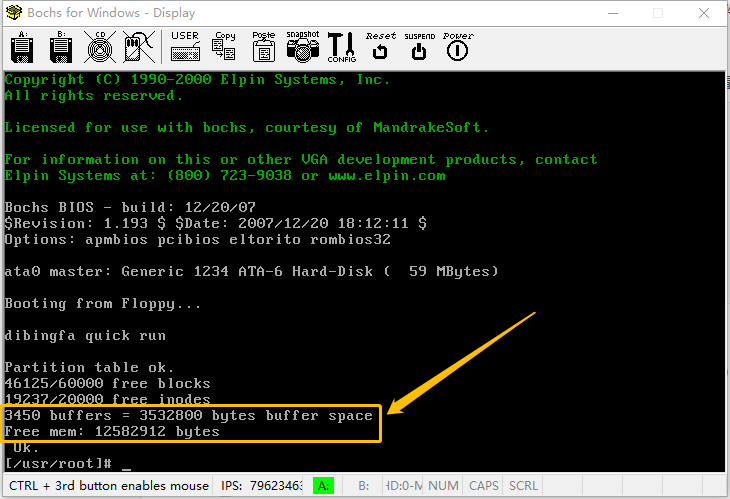 Bochs for Windows - Display
A:
B:
CD
USER
Copy
Poste
snapshot
CONFIG
Reset
SUSPEND
Power
Copyright (C) 1990-2000 Elpin Systems, Inc.
All rights reserved.
Licensed for use with bochs, courtesy of MandrakeSoft.
For information on this or other VGA development products, contact
Elpin Systems at: (800) 723-9038 or www.elpin.com
Bochs BIOS - build: 12/20/07
$Revision: 1.193 $ $Date: 2007/12/20 18:12:11 $
Options: apmbios pcibios eltorito rombios32
ata0 master: Generic 1234 ATA-6 Hard-Disk (  59 MBytes)
Booting from Floppy...
dibingfa quick run
Partition table ok.
46125/60000 free blocks
19237/20000 free inodes
3450 buffers = 3532800 bytes buffer space
Free mem: 12582912 bytes
Ok.
[/usr/root]# _
CTRL + 3rd button enables mouse IPS: 79623463 A: B: HD:0-M NUM CAPS SCRL